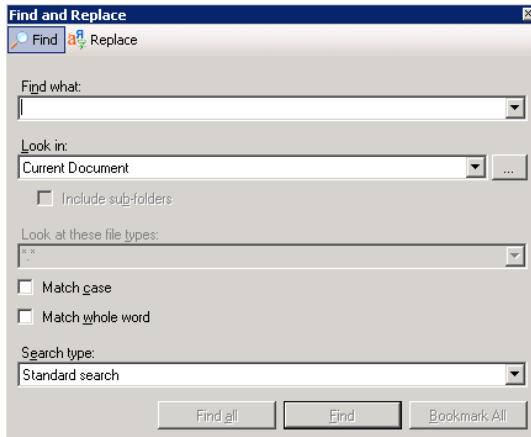 Find and Replace
Find Replace
Find what:
Look in:
Current Document
...
Include sub-folders
Look at these file types:
*.*
Match case
Match whole word
Search type:
Standard search
Find all Find Bookmark All